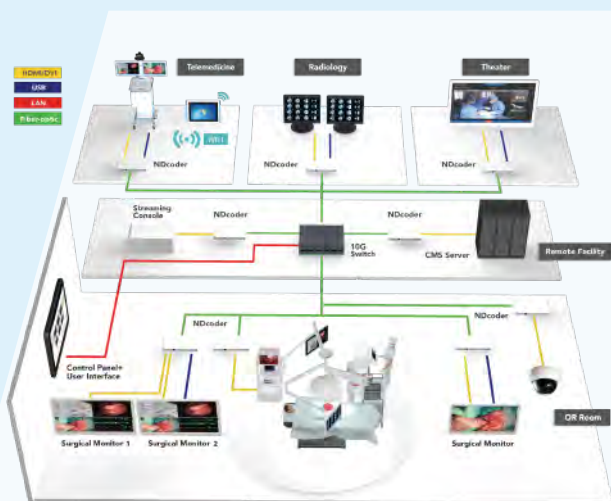 HDMI/DVI
USB
LAN
Fiber-optic
Telemedicine
Radiology
Theater
WiFi
NDcoder
NDcoder
NDcoder
Streaming
Console
NDcoder
NDcoder
10G
Switch
CMS Server
Remote Facility
NDcoder
NDcoder
Control Panel+
User Interface
OR Room
Surgical Monitor 1
Surgical Monitor 2
Surgical Monitor